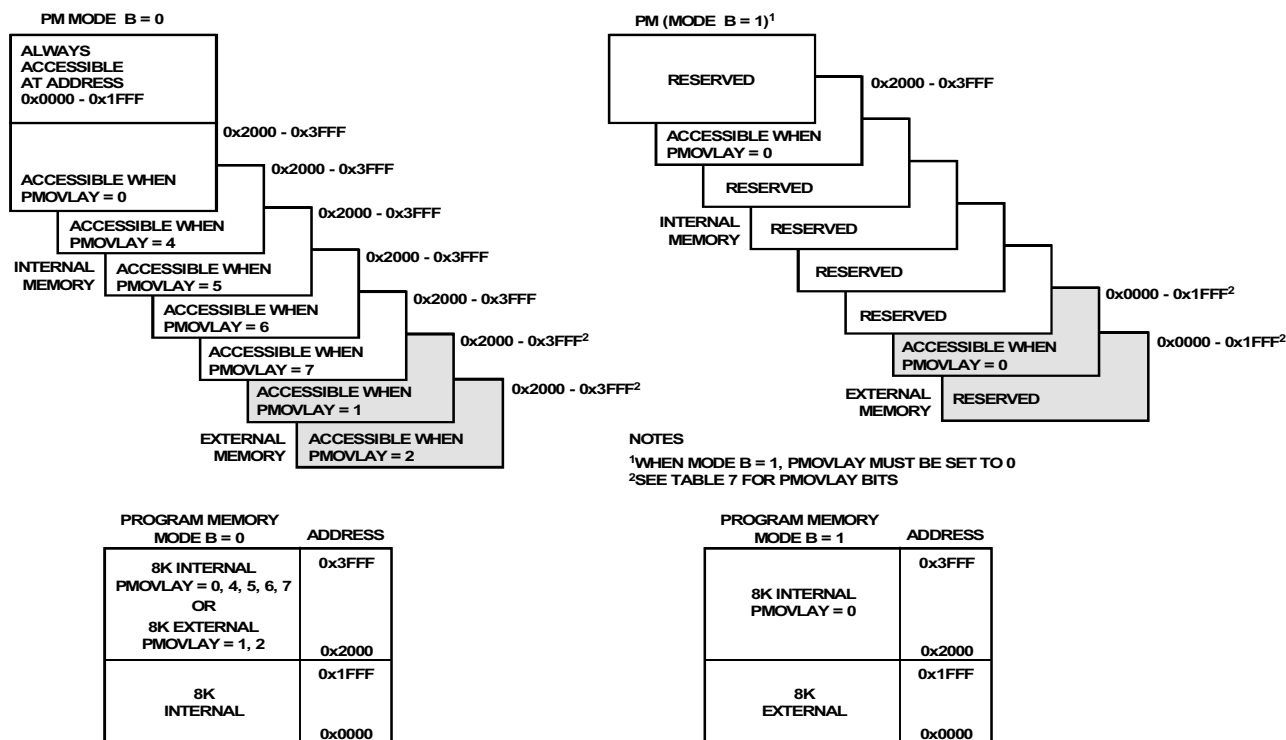 PM MODE B = 0
ALWAYS
ACCESSIBLE
AT ADDRESS
0x0000 - 0x1FFF
0x2000 - 0x3FFF
ACCESSIBLE WHEN
PMOVLAY = 0
0x2000 - 0x3FFF
ACCESSIBLE WHEN
PMOVLAY = 4
0x2000 - 0x3FFF
INTERNAL
MEMORY
ACCESSIBLE WHEN
PMOVLAY = 5
0x2000 - 0x3FFF
ACCESSIBLE WHEN
PMOVLAY = 6
0x2000 - 0x3FFF
ACCESSIBLE WHEN
PMOVLAY = 7
0x2000 - 0x3FFF²
ACCESSIBLE WHEN
PMOVLAY = 1
0x2000 - 0x3FFF²
EXTERNAL
MEMORY
ACCESSIBLE WHEN
PMOVLAY = 2
PM (MODE B = 1)¹
RESERVED
0x2000 - 0x3FFF
ACCESSIBLE WHEN
PMOVLAY = 0
RESERVED
INTERNAL
MEMORY
RESERVED
RESERVED
RESERVED
0x0000 - 0x1FFF²
ACCESSIBLE WHEN
PMOVLAY = 0
0x0000 - 0x1FFF²
EXTERNAL
MEMORY
RESERVED
NOTES
¹WHEN MODE B = 1, PMOVLAY MUST BE SET TO 0
²SEE TABLE 7 FOR PMOVLAY BITS
PROGRAM MEMORY
MODE B = 0
ADDRESS
8K INTERNAL
PMOVLAY = 0, 4, 5, 6, 7
OR
8K EXTERNAL
PMOVLAY = 1, 2
0x3FFF
0x2000
8K
INTERNAL
0x1FFF
0x0000
PROGRAM MEMORY
MODE B = 1
ADDRESS
8K INTERNAL
PMOVLAY = 0
0x3FFF
0x2000
8K
EXTERNAL
0x1FFF
0x0000